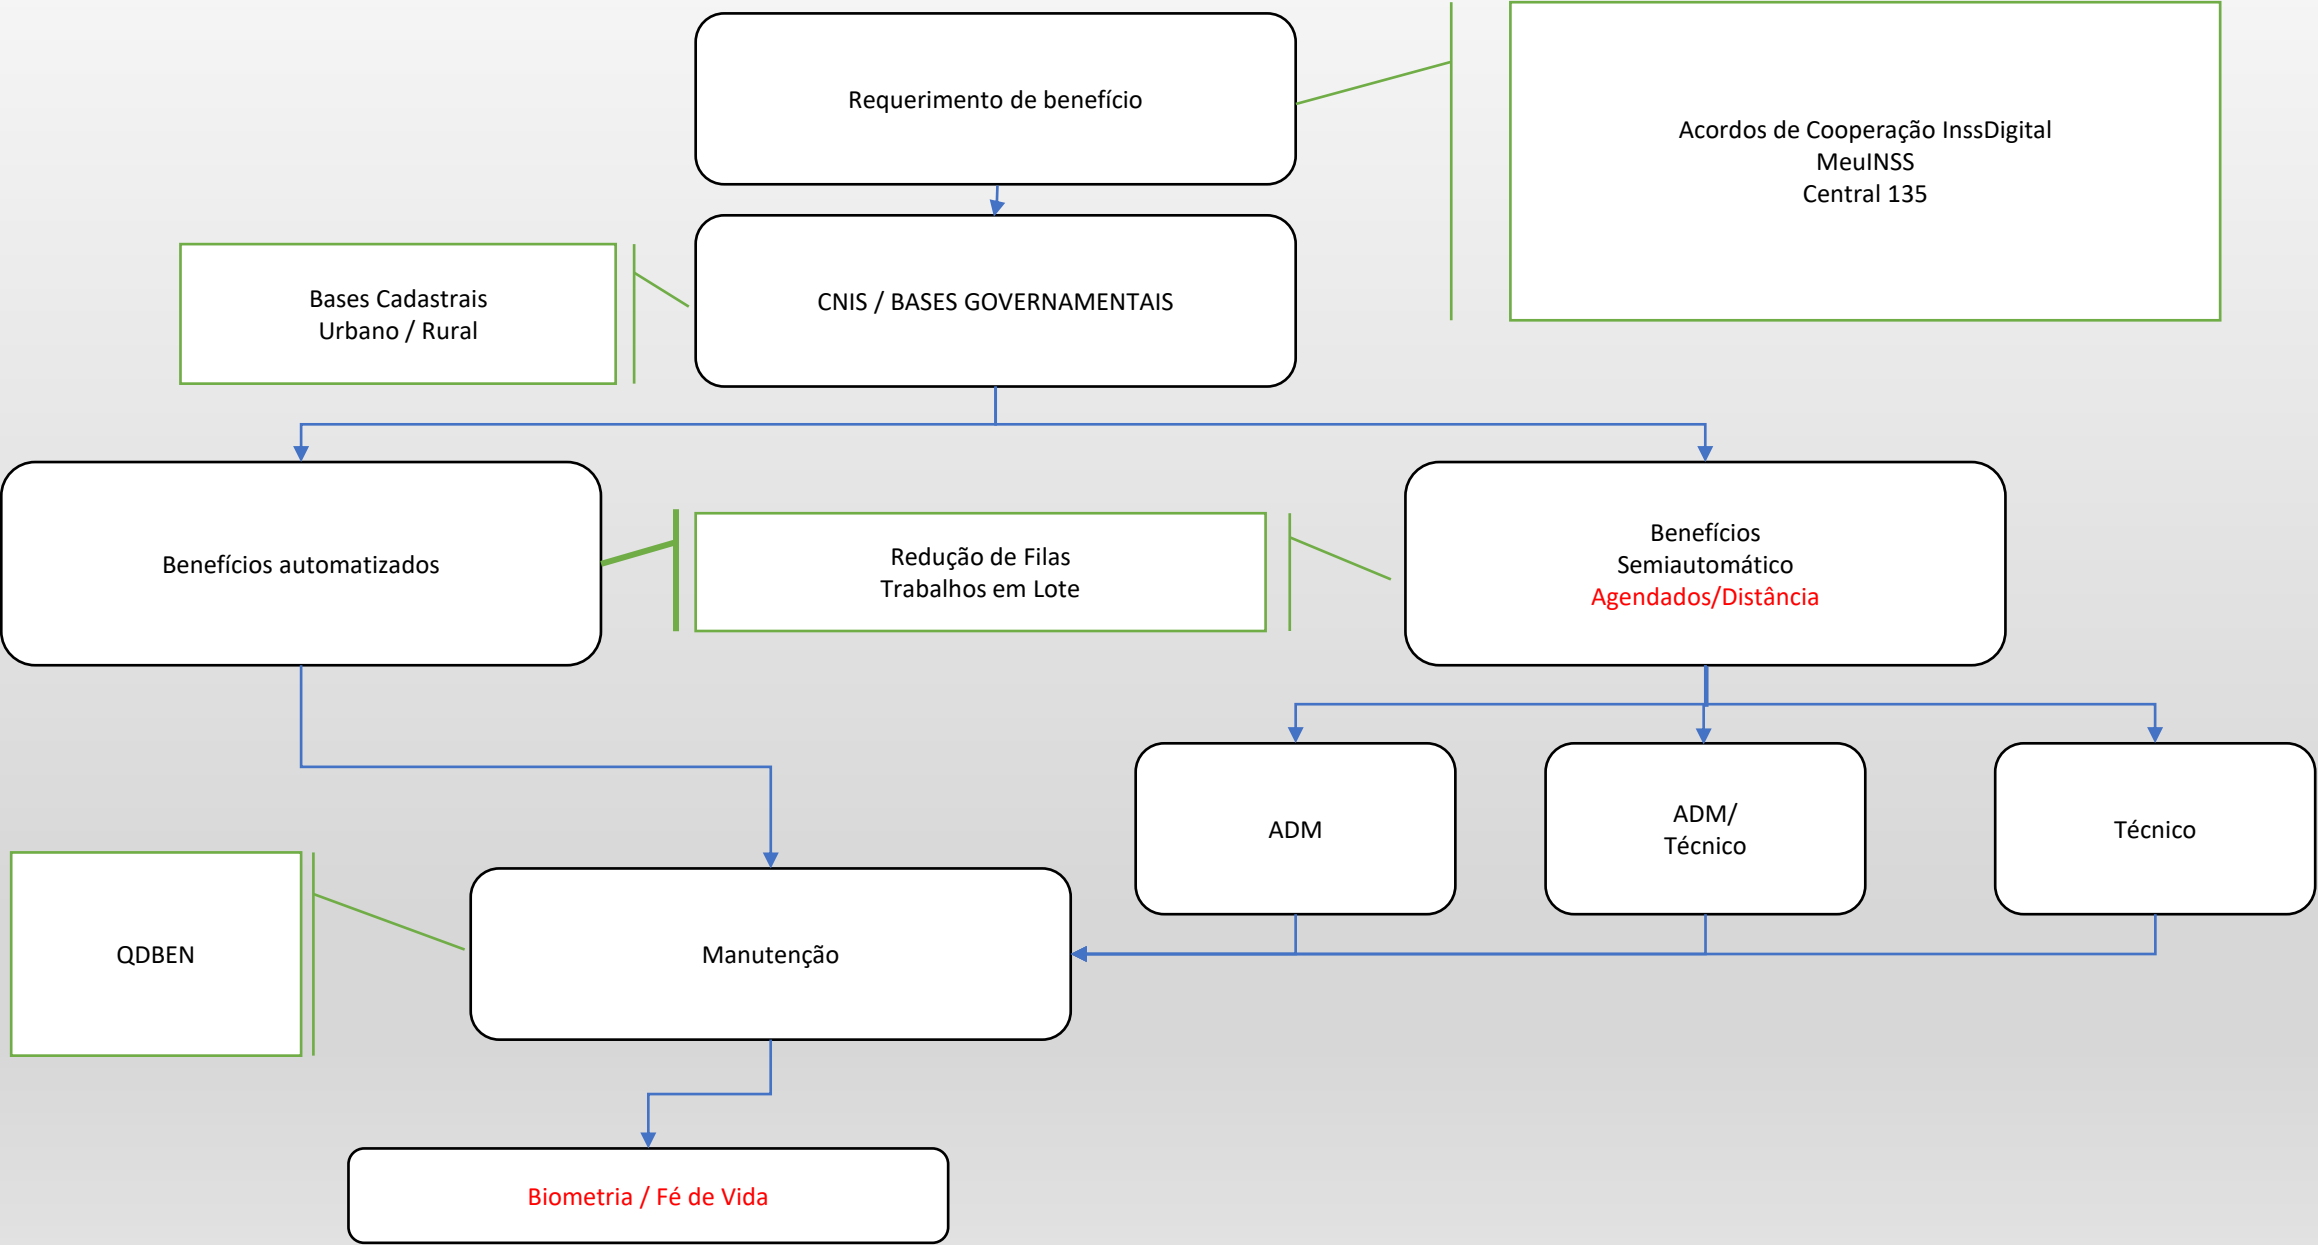 Requerimento de benefício
Acordos de Cooperação InssDigital
MeuINSS
Central 135
Bases Cadastrais
Urbano / Rural
CNIS / BASES GOVERNAMENTAIS
Benefícios automatizados
Redução de Filas
Trabalhos em Lote
Benefícios
Semiautomático
Agendados/Distância
ADM
ADM/
Técnico
Técnico
QDBEN
Manutenção
Biometria / Fé de Vida